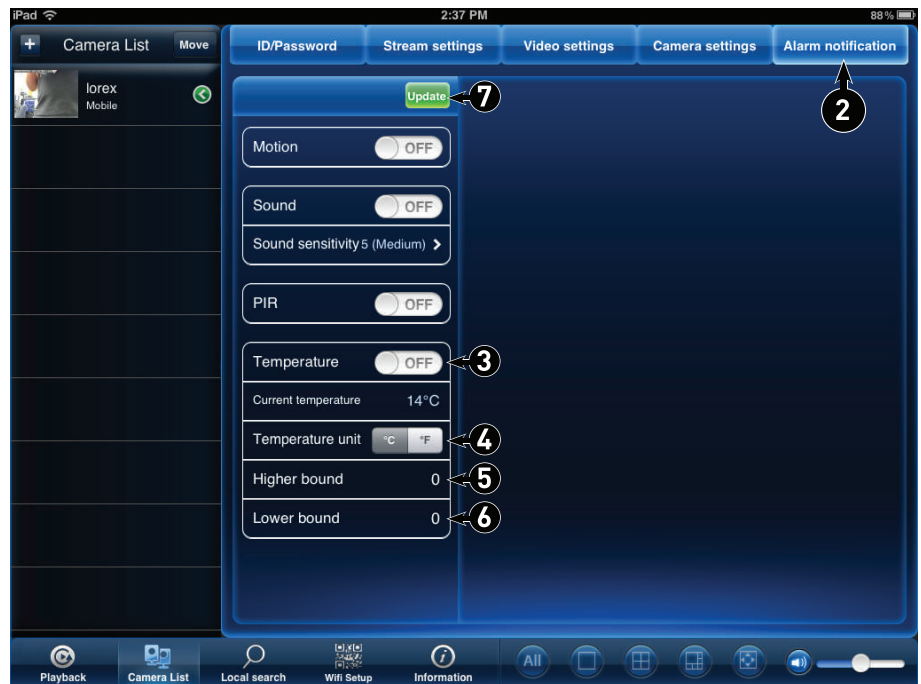 iPad 2:37 PM 88%
+ Camera List Move
ID/Password Stream settings Video settings Camera settings Alarm notification
lorex
Mobile
2
Update 7
Motion OFF
Sound OFF
Sound sensitivity 5 (Medium)
PIR OFF
Temperature OFF 3
Current temperature 14°C
Temperature unit °C °F 4
Higher bound 0 5
Lower bound 0 6
Playback Camera List Local search Wifi Setup Information All